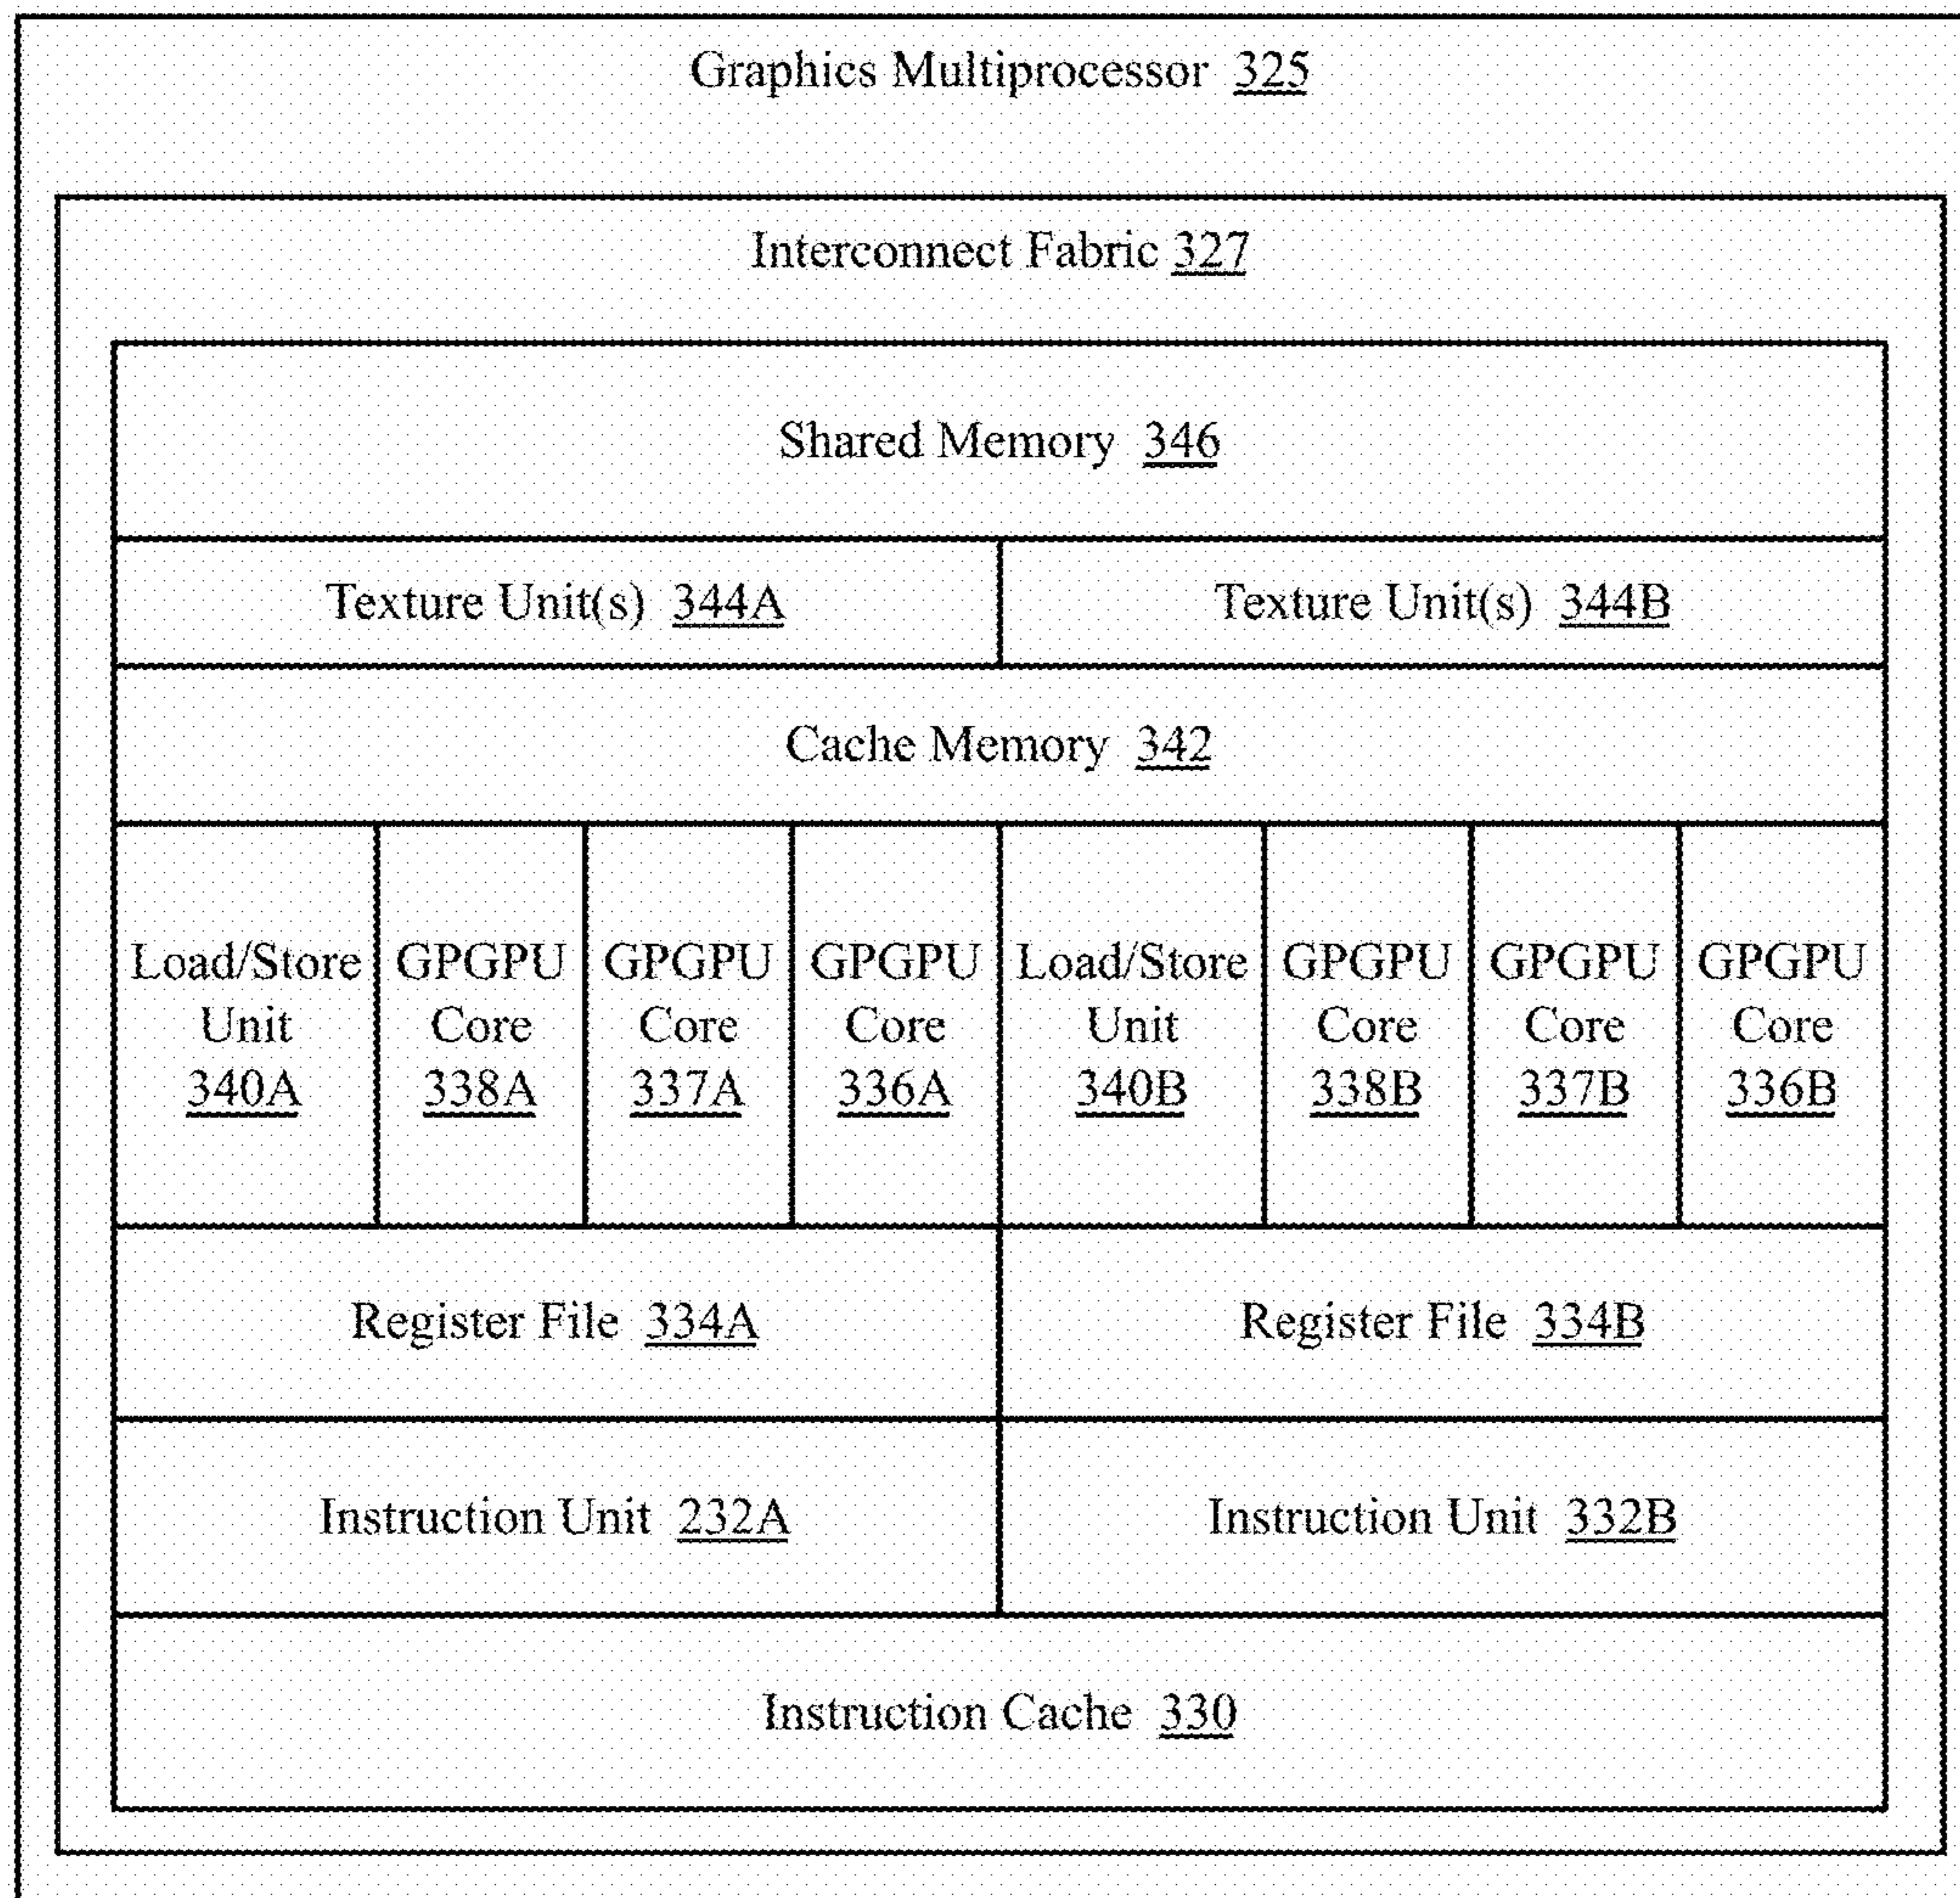 Graphics Multiprocessor 325
Interconnect Fabric 327
Shared Memory 346
Texture Unit(s) 344A
Texture Unit(s) 344B
Cache Memory 342
Load/Store
Unit
340A
GPGPU
Core
338A
GPGPU
Core
337A
GPGPU
Core
336A
Load/Store
Unit
340B
GPGPU
Core
338B
GPGPU
Core
337B
GPGPU
Core
336B
Register File 334A
Register File 334B
Instruction Unit 232A
Instruction Unit 332B
Instruction Cache 330